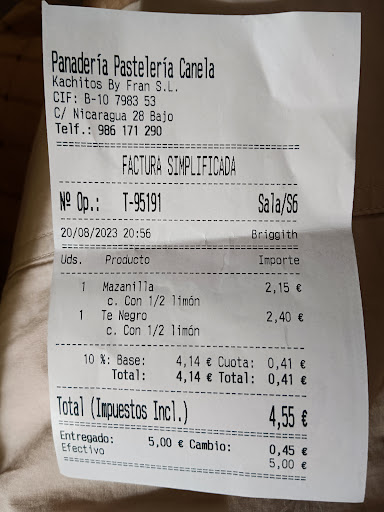 Panadería Pastelería Canela
Kachitos By Fran S.L.
CIF: B-10 7983 53
C/ Nicaragua 28 Bajo
Telf.: 986 171 290
FACTURA SIMPLIFICADA
Nº Op.: T-95191 Sala/S6
20/08/2023 20:56 Briggith
Uds. Producto Importe
1 Mazanilla 2,15 €
c. Con 1/2 limón
1 Te Negro 2,40 €
c. Con 1/2 limón
10 %: Base: 4,14 € Cuota: 0,41 €
Total: 4,14 € Total: 0,41 €
Total (Impuestos Incl.) 4,55 €
Entregado: 5,00 € Cambio: 0,45 €
Efectivo 5,00 €